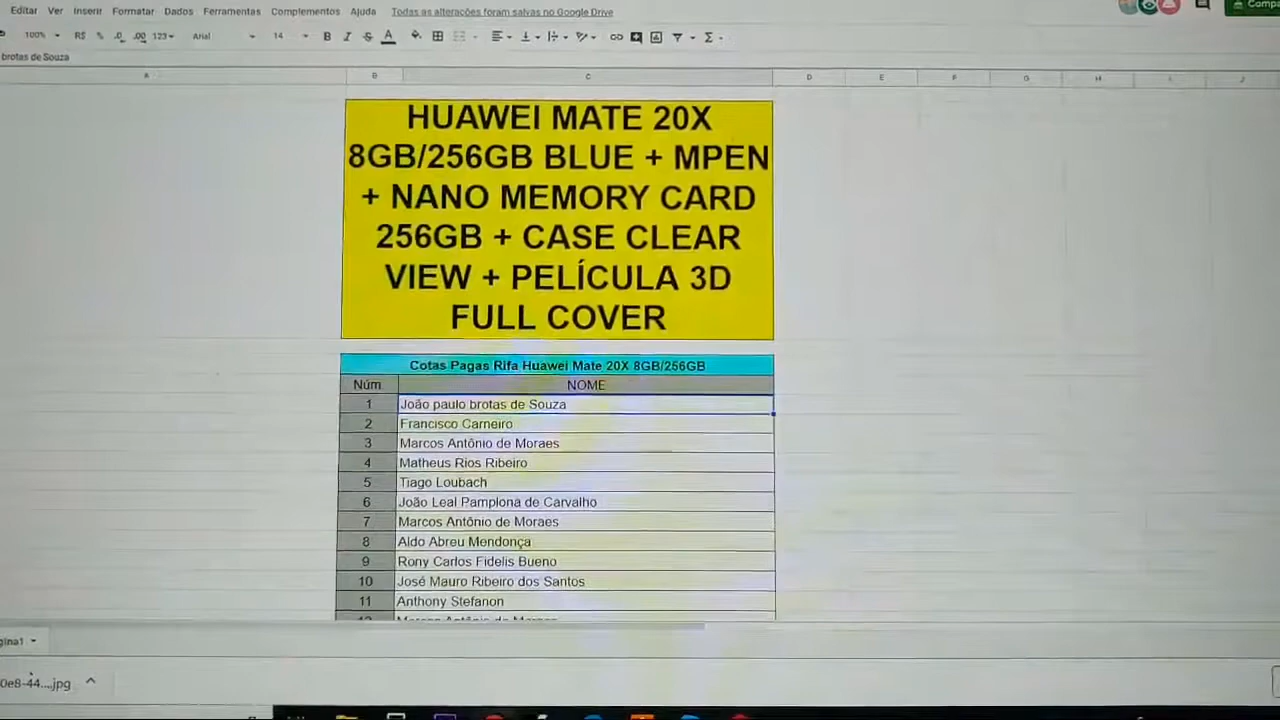 Editar Ver Inserir Formatar Dados Ferramentas Complementos Ajuda Todas as alterações foram salvas no Google Drive
100% R$ % .0 .00 123 Arial 14 B I S A
brotas de Souza
A B C D E F G H I J
HUAWEI MATE 20X
8GB/256GB BLUE + MPEN
+ NANO MEMORY CARD
256GB + CASE CLEAR
VIEW + PELÍCULA 3D
FULL COVER
Cotas Pagas Rifa Huawei Mate 20X 8GB/256GB
Núm NOME
1 João paulo brotas de Souza
2 Francisco Carneiro
3 Marcos Antônio de Moraes
4 Matheus Rios Ribeiro
5 Tiago Loubach
6 João Leal Pamplona de Carvalho
7 Marcos Antônio de Moraes
8 Aldo Abreu Mendonça
9 Rony Carlos Fidelis Bueno
10 José Mauro Ribeiro dos Santos
11 Anthony Stefanon
gina1
0e8-44....jpg